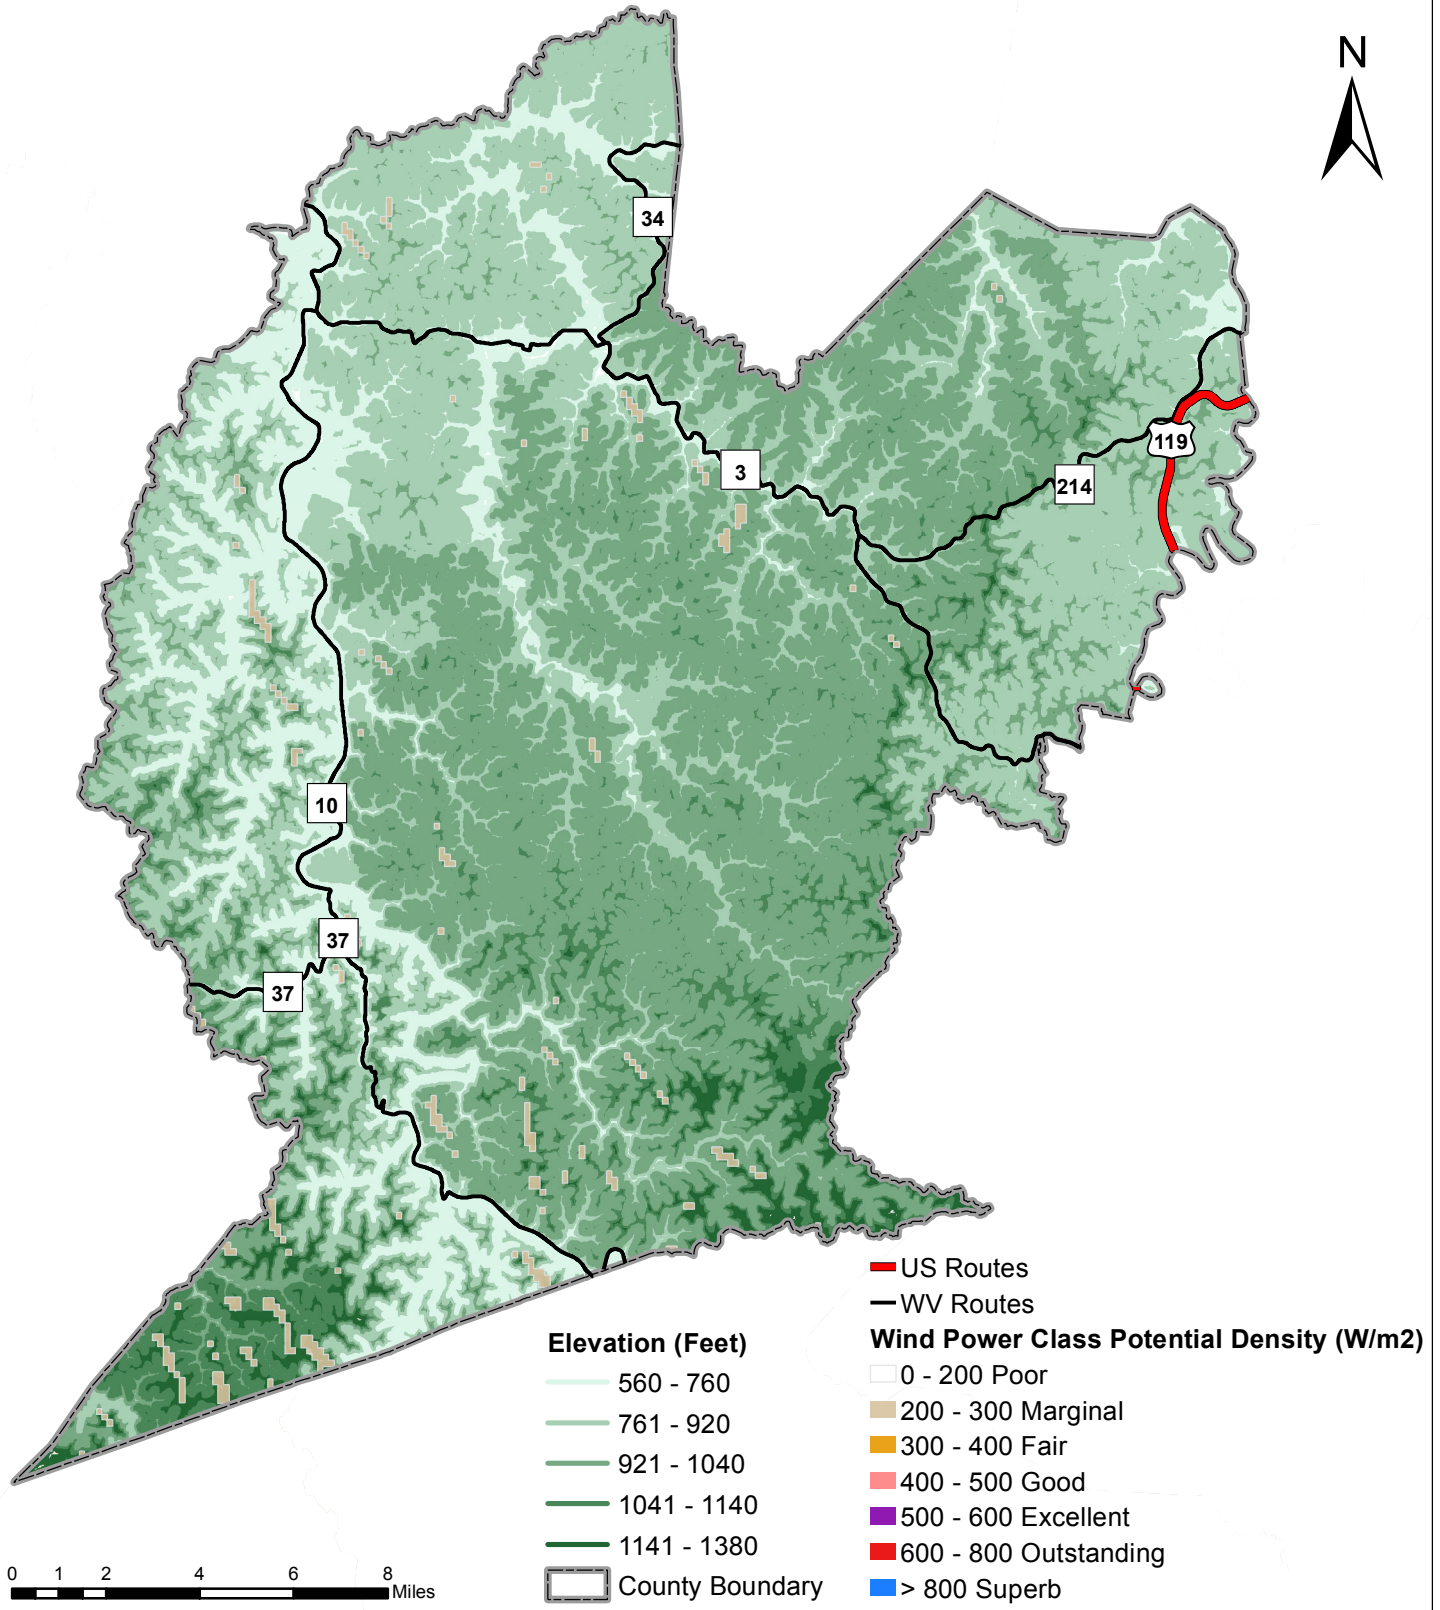 N
34
3
119
214
10
37
37
US Routes
WV Routes
Elevation (Feet)
560 - 760
761 - 920
921 - 1040
1041 - 1140
1141 - 1380
County Boundary
Wind Power Class Potential Density (W/m2)
0 - 200 Poor
200 - 300 Marginal
300 - 400 Fair
400 - 500 Good
500 - 600 Excellent
600 - 800 Outstanding
> 800 Superb
0 1 2 4 6 8
Miles